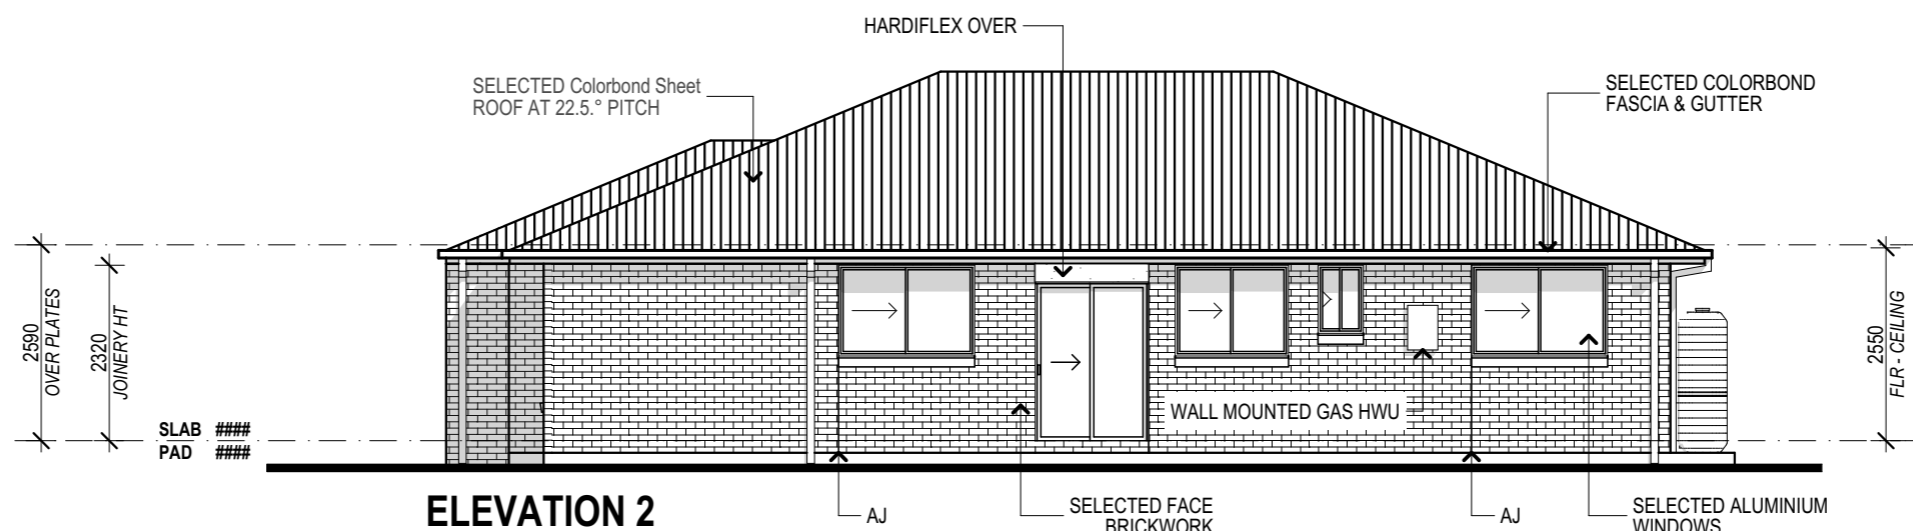 HARDIFLEX OVER
SELECTED Colorbond Sheet
ROOF AT 22.5.° PITCH
SELECTED COLORBOND
FASCIA & GUTTER
2590
OVER PLATES
2320
JOINERY HT
2550
FLR - CEILING
WALL MOUNTED GAS HWU
SLAB ####
PAD ####
ELEVATION 2
AJ
SELECTED FACE
BRICKWORK
AJ
SELECTED ALUMINIUM
WINDOWS